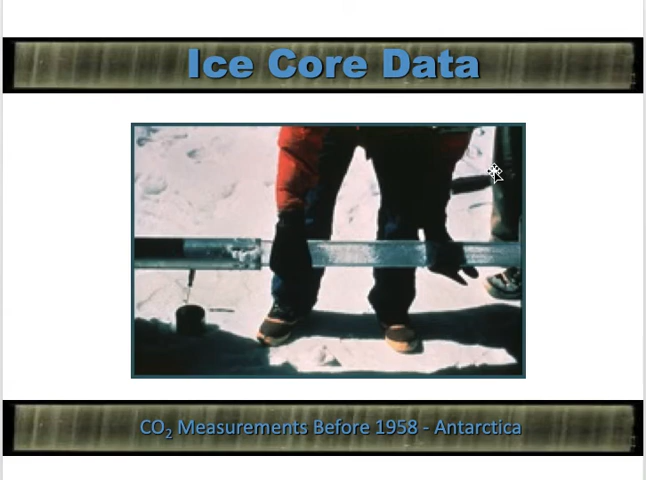 Ice Core Data
CO₂ Measurements Before 1958 - Antarctica